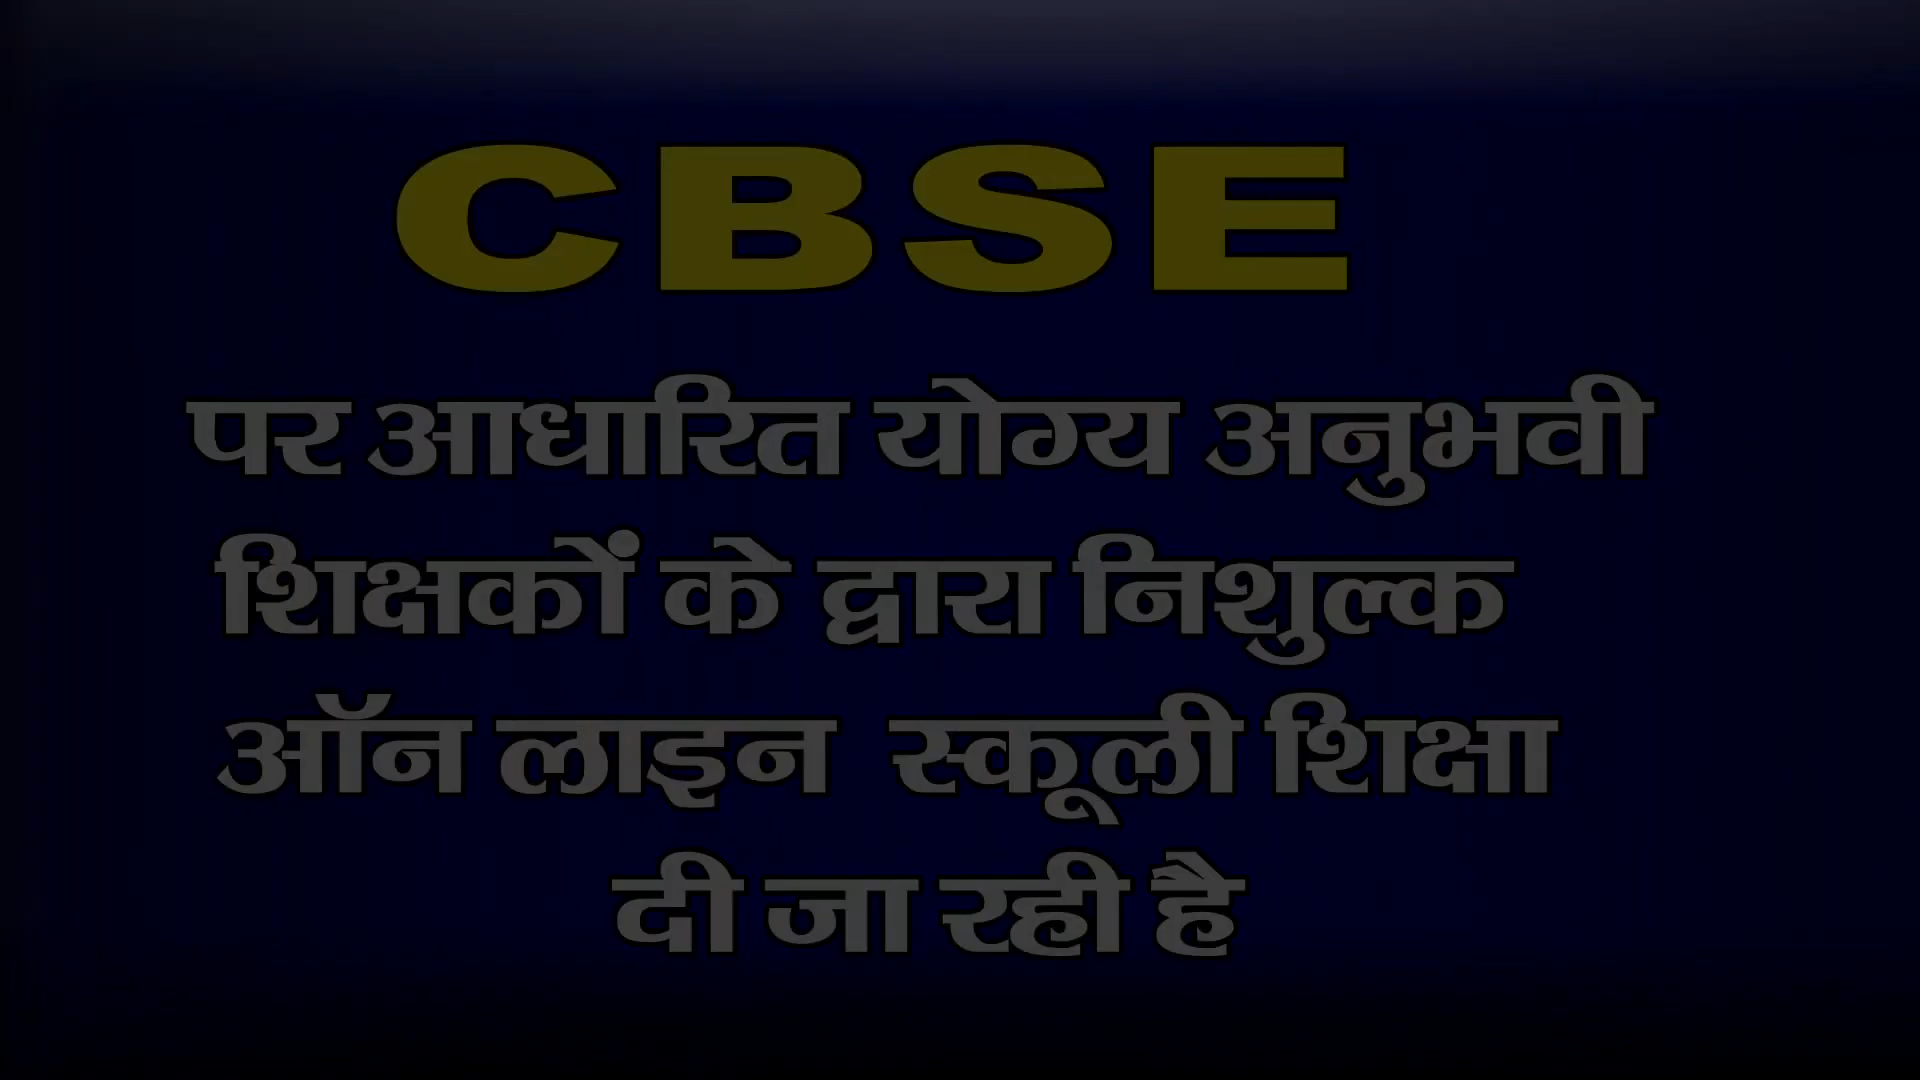 CBSE
पर आधारित योग्य अनुभवी
शिक्षकों के द्वारा निशुल्क
ऑन लाइन स्कूली शिक्षा
दी जा रही है